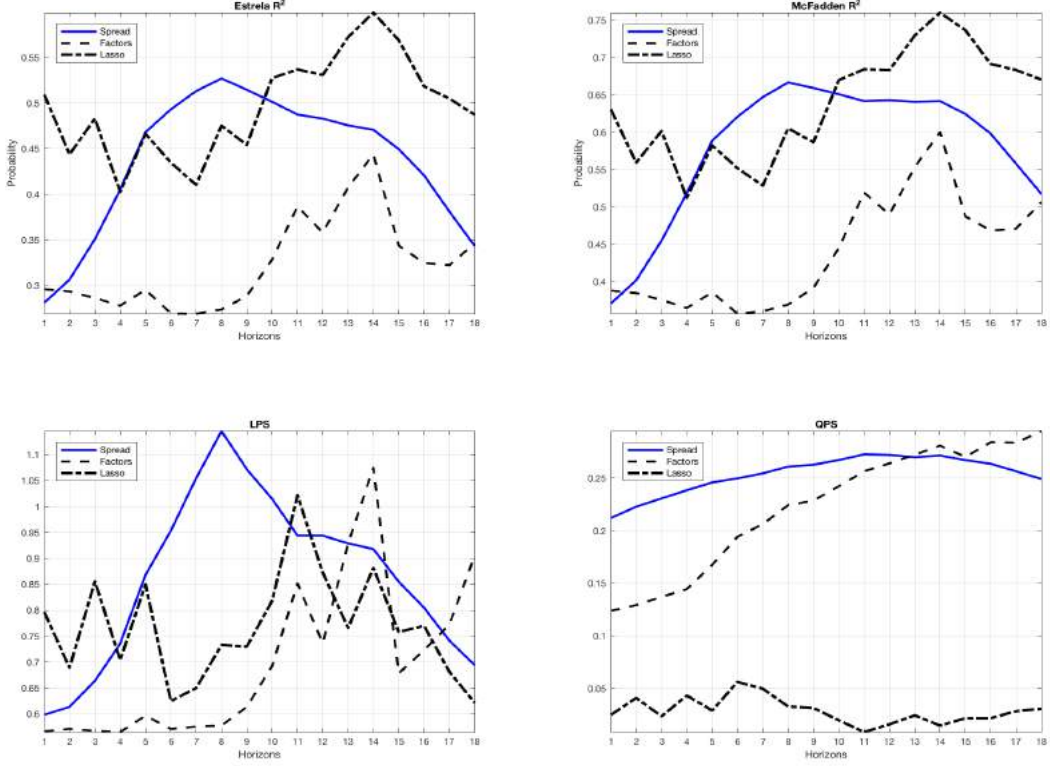 Estrela R²
Spread
Factors
Lasso
Probability
0.55
0.5
0.45
0.4
0.35
0.3
1 2 3 4 5 6 7 8 9 10 11 12 13 14 15 16 17 18
Horizons
McFadden R²
Spread
Factors
Lasso
Probability
0.75
0.7
0.65
0.6
0.55
0.5
0.45
0.4
1 2 3 4 5 6 7 8 9 10 11 12 13 14 15 16 17 18
Horizons
LPS
Spread
Factors
Lasso
1.1
1.05
1
0.95
0.9
0.85
0.8
0.75
0.7
0.65
0.6
1 2 3 4 5 6 7 8 9 10 11 12 13 14 15 16 17 18
Horizons
QPS
Spread
Factors
Lasso
0.25
0.2
0.15
0.1
0.05
1 2 3 4 5 6 7 8 9 10 11 12 13 14 15 16 17 18
Horizons